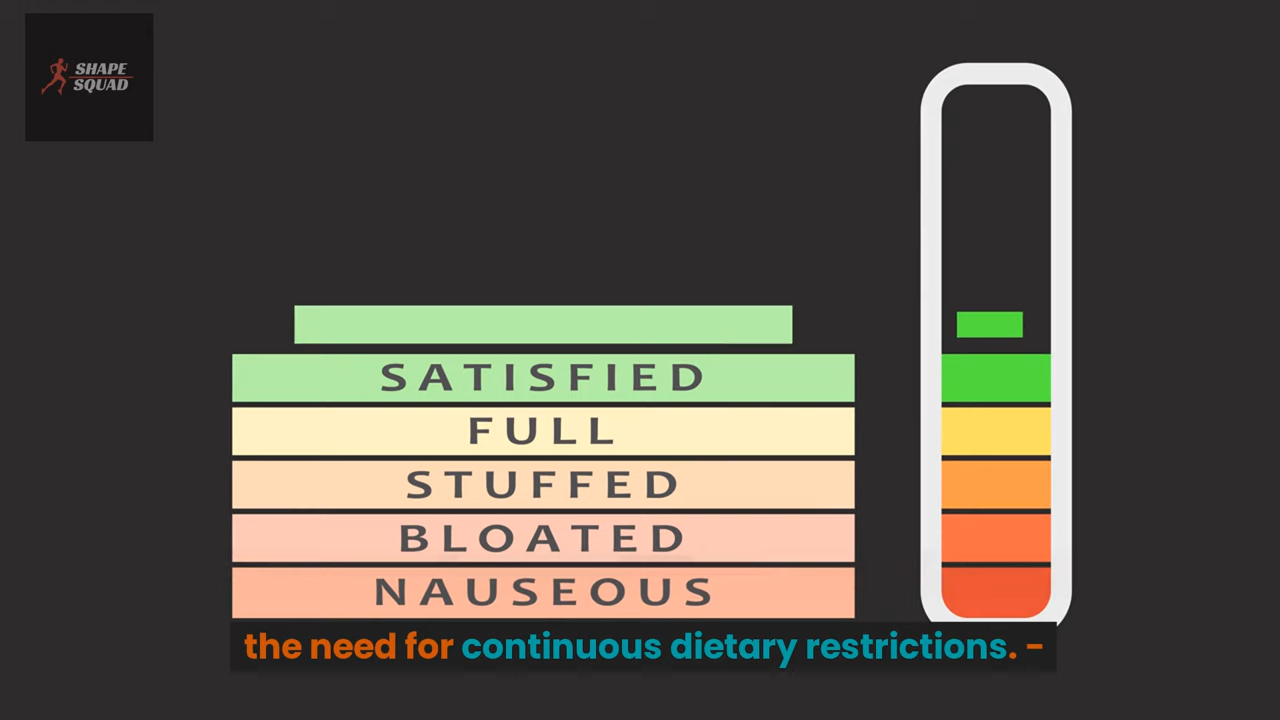 SHAPE
SQUAD
SATISFIED
FULL
STUFFED
BLOATED
NAUSEOUS
the need for continuous dietary restrictions. -